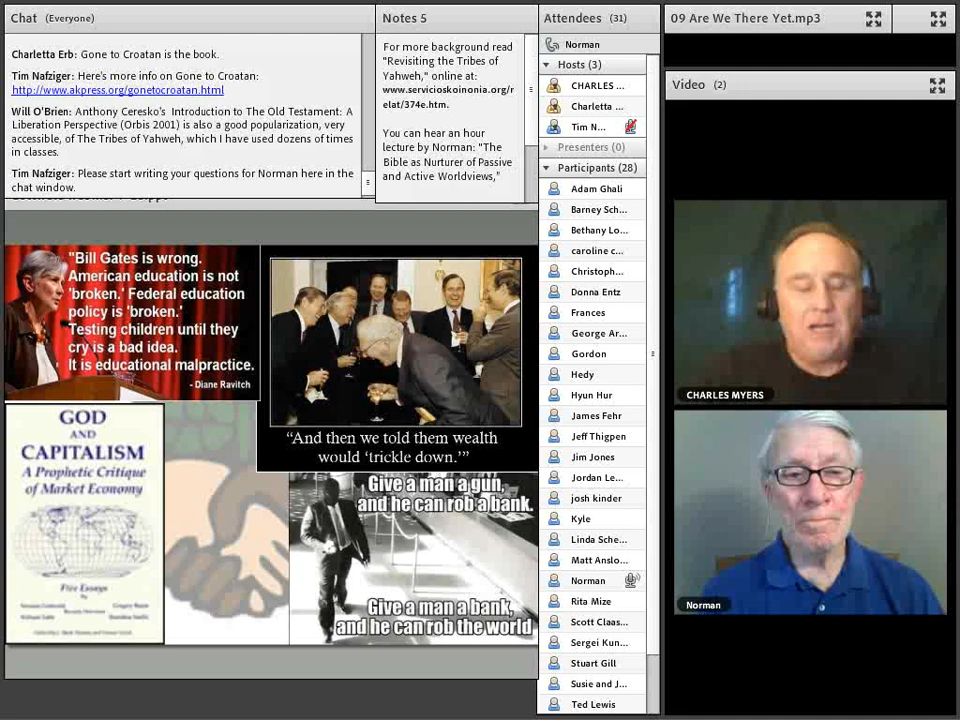 Chat (Everyone)
Charletta Erb: Gone to Croatan is the book.
Tim Nafziger: Here's more info on Gone to Croatan:
http://www.akpress.org/gonetocroatan.html
Will O'Brien: Anthony Ceresko's Introduction to The Old Testament: A
Liberation Perspective (Orbis 2001) is also a good popularization, very
accessible, of The Tribes of Yahweh, which I have used dozens of times
in classes.
Tim Nafziger: Please start writing your questions for Norman here in the
chat window.
Notes 5
For more background read
"Revisiting the Tribes of
Yahweh," online at:
www.servicioskoinonia.org/r
elat/374e.htm.
You can hear an hour
lecture by Norman: "The
Bible as Nurturer of Passive
and Active Worldviews,"
"Bill Gates is wrong.
American education is not
'broken.' Federal education
policy is 'broken.'
Testing children until they
cry is a bad idea.
It is educational malpractice.
- Diane Ravitch
"And then we told them wealth
would 'trickle down.'"
GOD
AND
CAPITALISM
A Prophetic Critique
of Market Economy
Five Essays
by
Give a man a gun,
and he can rob a bank.
Give a man a bank,
and he can rob the world
Attendees (31)
Norman
Hosts (3)
CHARLES ...
Charletta ...
Tim N...
Presenters (0)
Participants (28)
Adam Ghali
Barney Sch...
Bethany Lo...
caroline c...
Christoph...
Donna Entz
Frances
George Ar...
Gordon
Hedy
Hyun Hur
James Fehr
Jeff Thigpen
Jim Jones
Jordan Le...
josh kinder
Kyle
Linda Sche...
Matt Anslo...
Norman
Rita Mize
Scott Claas...
Sergei Kun...
Stuart Gill
Susie and J...
Ted Lewis
09 Are We There Yet.mp3
Video (2)
CHARLES MYERS
Norman